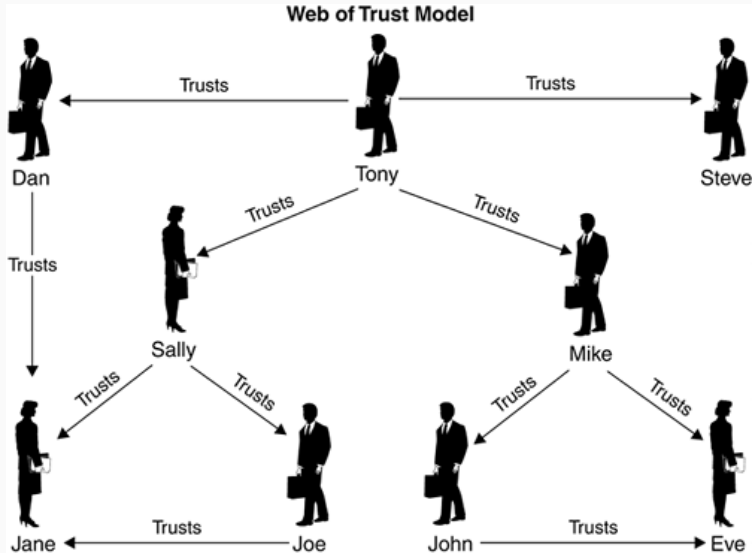 Web of Trust Model
Trusts
Trusts
Dan
Tony
Steve
Trusts
Trusts
Trusts
Sally
Mike
Trusts
Trusts
Trusts
Trusts
Jane
Trusts
Joe
John
Trusts
Eve